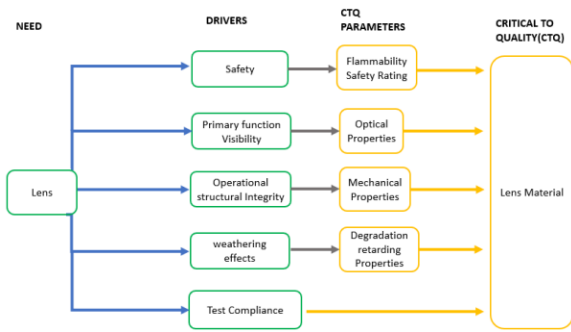 NEED
DRIVERS
CTQ
PARAMETERS
CRITICAL TO
QUALITY(CTQ)
Safety
Flammability
Safety Rating
Primary function
Visibility
Optical
Properties
Lens
Operational
structural Integrity
Mechanical
Properties
Lens Material
weathering
effects
Degradation
retarding
Properties
Test Compliance